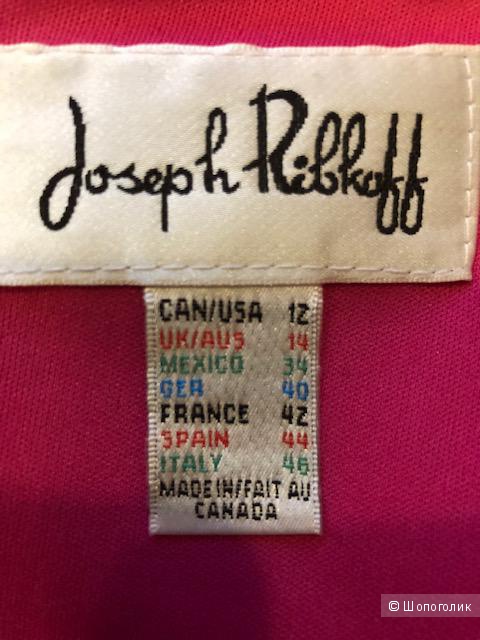 Joseph Ribkoff
CAN/USA 12
UK/AUS 14
MEXICO 34
GER 40
FRANCE 42
SPAIN 44
ITALY 46
MADE IN/FAIT AU
CANADA
© Шопоголик